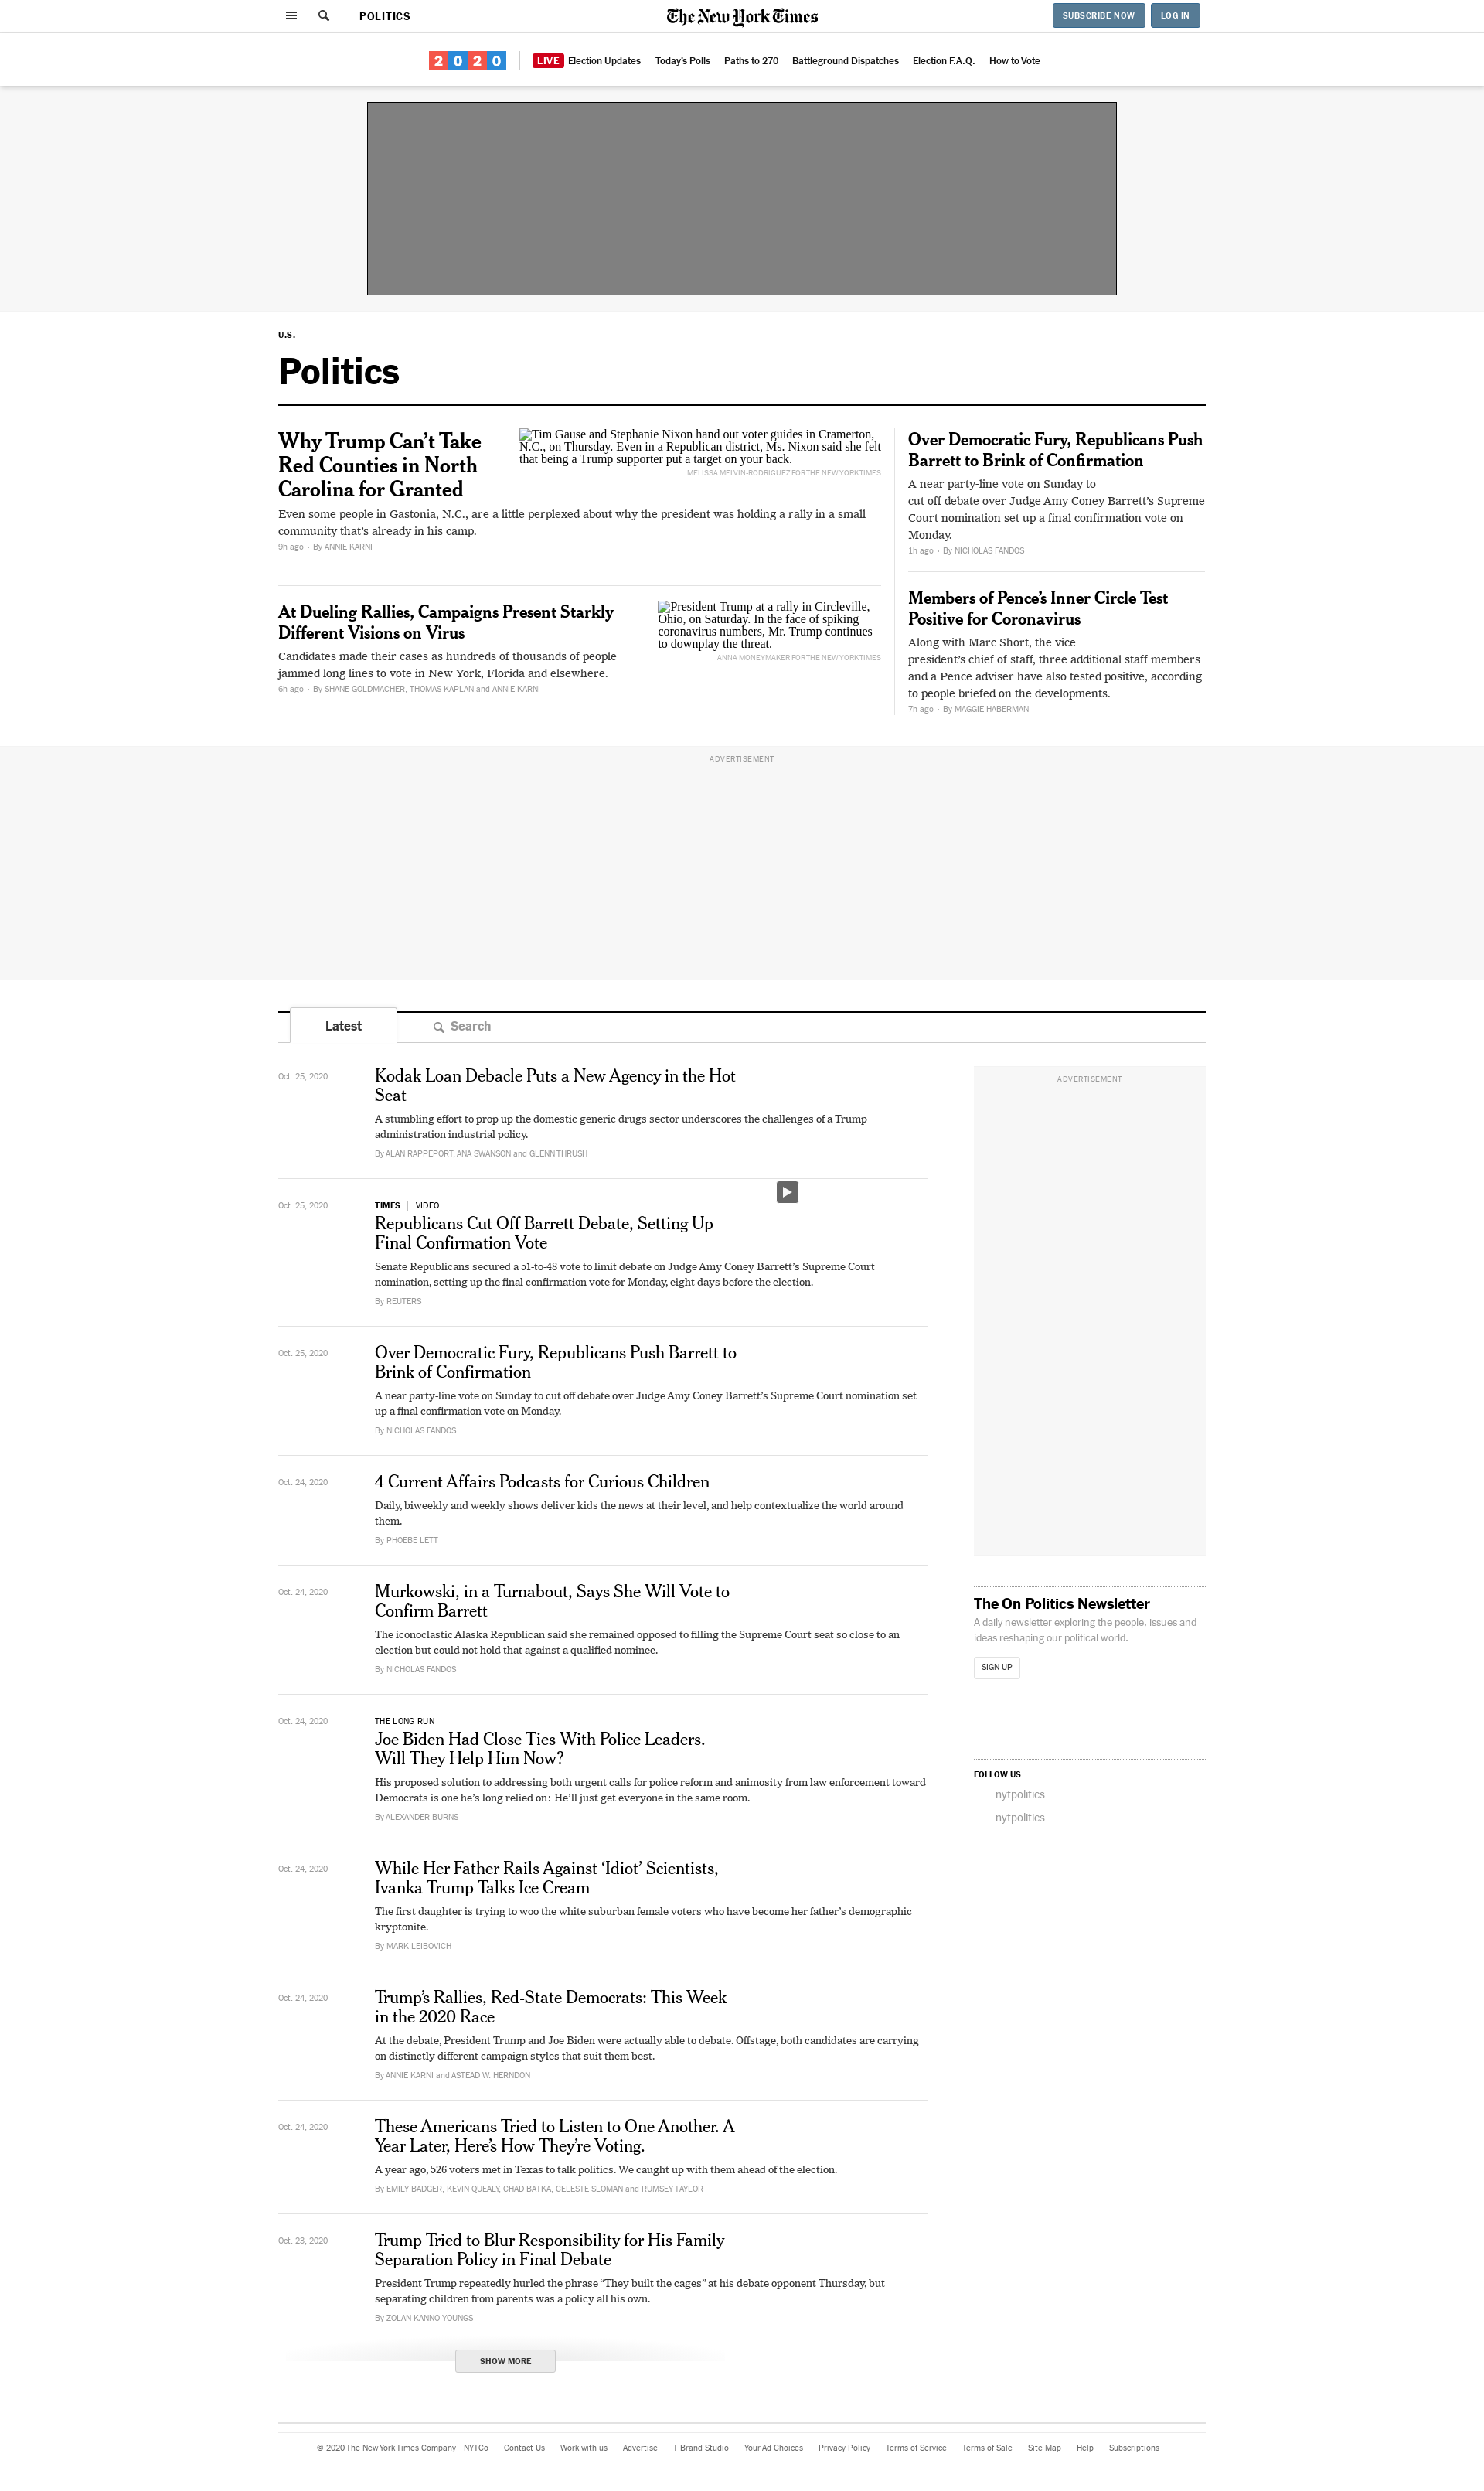 POLITICS
The New York Times
SUBSCRIBE NOW
LOG IN
2020
LIVE Election Updates
Today's Polls
Paths to 270
Battleground Dispatches
Election F.A.Q.
How to Vote
U.S.
Politics
Why Trump Can’t Take
Red Counties in North
Carolina for Granted
Tim Gause and Stephanie Nixon hand out voter guides in Cramerton,
N.C., on Thursday. Even in a Republican district, Ms. Nixon said she felt
that being a Trump supporter put a target on your back.
MELISSA MELVIN-RODRIGUEZ FOR THE NEW YORK TIMES
Even some people in Gastonia, N.C., are a little perplexed about why the president was holding a rally in a small
community that’s already in his camp.
9h ago • By ANNIE KARNI
At Dueling Rallies, Campaigns Present Starkly
Different Visions on Virus
Candidates made their cases as hundreds of thousands of people
jammed long lines to vote in New York, Florida and elsewhere.
6h ago • By SHANE GOLDMACHER, THOMAS KAPLAN and ANNIE KARNI
President Trump at a rally in Circleville,
Ohio, on Saturday. In the face of spiking
coronavirus numbers, Mr. Trump continues
to downplay the threat.
ANNA MONEYMAKER FOR THE NEW YORK TIMES
Over Democratic Fury, Republicans Push
Barrett to Brink of Confirmation
A near party-line vote on Sunday to
cut off debate over Judge Amy Coney Barrett’s Supreme
Court nomination set up a final confirmation vote on
Monday.
1h ago • By NICHOLAS FANDOS
Members of Pence’s Inner Circle Test
Positive for Coronavirus
Along with Marc Short, the vice
president’s chief of staff, three additional staff members
and a Pence adviser have also tested positive, according
to people briefed on the developments.
7h ago • By MAGGIE HABERMAN
ADVERTISEMENT
Latest
Search
Oct. 25, 2020
Kodak Loan Debacle Puts a New Agency in the Hot
Seat
A stumbling effort to prop up the domestic generic drugs sector underscores the challenges of a Trump
administration industrial policy.
By ALAN RAPPEPORT, ANA SWANSON and GLENN THRUSH
Oct. 25, 2020
TIMES | VIDEO
Republicans Cut Off Barrett Debate, Setting Up
Final Confirmation Vote
Senate Republicans secured a 51-to-48 vote to limit debate on Judge Amy Coney Barrett’s Supreme Court
nomination, setting up the final confirmation vote for Monday, eight days before the election.
By REUTERS
Oct. 25, 2020
Over Democratic Fury, Republicans Push Barrett to
Brink of Confirmation
A near party-line vote on Sunday to cut off debate over Judge Amy Coney Barrett’s Supreme Court nomination set
up a final confirmation vote on Monday.
By NICHOLAS FANDOS
Oct. 24, 2020
4 Current Affairs Podcasts for Curious Children
Daily, biweekly and weekly shows deliver kids the news at their level, and help contextualize the world around
them.
By PHOEBE LETT
Oct. 24, 2020
Murkowski, in a Turnabout, Says She Will Vote to
Confirm Barrett
The iconoclastic Alaska Republican said she remained opposed to filling the Supreme Court seat so close to an
election but could not hold that against a qualified nominee.
By NICHOLAS FANDOS
Oct. 24, 2020
THE LONG RUN
Joe Biden Had Close Ties With Police Leaders.
Will They Help Him Now?
His proposed solution to addressing both urgent calls for police reform and animosity from law enforcement toward
Democrats is one he’s long relied on: He’ll just get everyone in the same room.
By ALEXANDER BURNS
Oct. 24, 2020
While Her Father Rails Against ‘Idiot’ Scientists,
Ivanka Trump Talks Ice Cream
The first daughter is trying to woo the white suburban female voters who have become her father’s demographic
kryptonite.
By MARK LEIBOVICH
Oct. 24, 2020
Trump’s Rallies, Red-State Democrats: This Week
in the 2020 Race
At the debate, President Trump and Joe Biden were actually able to debate. Offstage, both candidates are carrying
on distinctly different campaign styles that suit them best.
By ANNIE KARNI and ASTEAD W. HERNDON
Oct. 24, 2020
These Americans Tried to Listen to One Another. A
Year Later, Here’s How They’re Voting.
A year ago, 526 voters met in Texas to talk politics. We caught up with them ahead of the election.
By EMILY BADGER, KEVIN QUEALY, CHAD BATKA, CELESTE SLOMAN and RUMSEY TAYLOR
Oct. 23, 2020
Trump Tried to Blur Responsibility for His Family
Separation Policy in Final Debate
President Trump repeatedly hurled the phrase “They built the cages” at his debate opponent Thursday, but
separating children from parents was a policy all his own.
By ZOLAN KANNO-YOUNGS
SHOW MORE
ADVERTISEMENT
The On Politics Newsletter
A daily newsletter exploring the people, issues and
ideas reshaping our political world.
SIGN UP
FOLLOW US
nytpolitics
nytpolitics
© 2020 The New York Times Company NYTCo Contact Us Work with us Advertise T Brand Studio Your Ad Choices Privacy Policy Terms of Service Terms of Sale Site Map Help Subscriptions